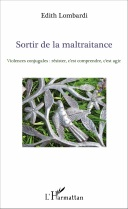 Edith Lombardi
Sortir de la maltraitance
Violences conjugales : résister, c'est comprendre, c'est agir
L'Harmattan